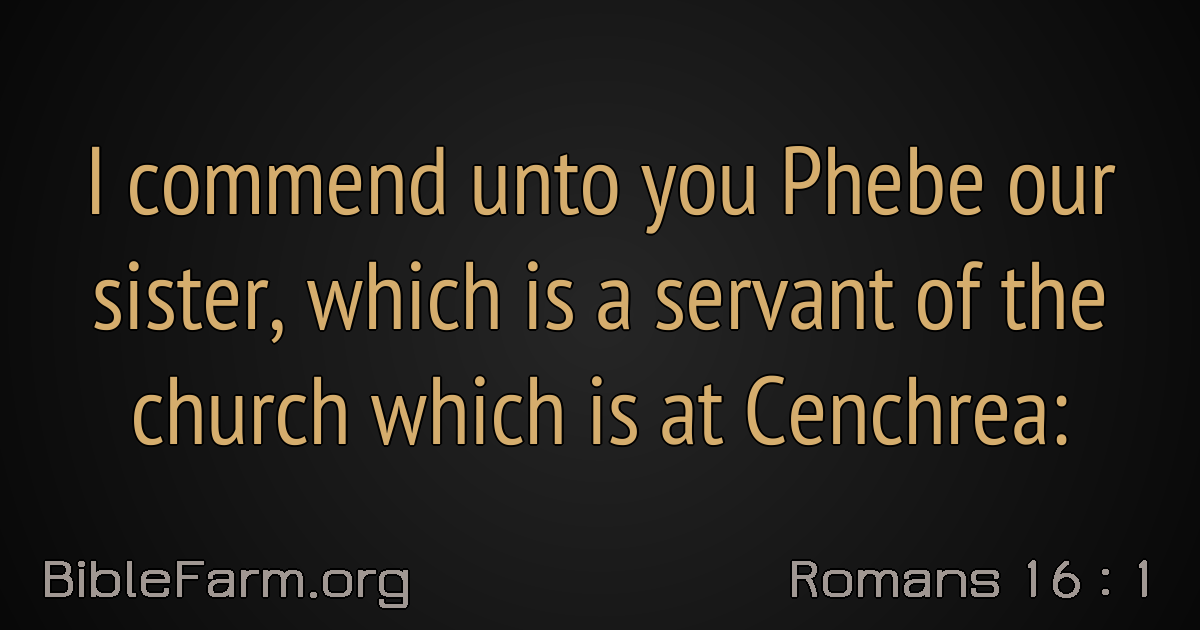 I commend unto you Phebe our
sister, which is a servant of the
church which is at Cenchrea:
BibleFarm.org
Romans 16 : 1